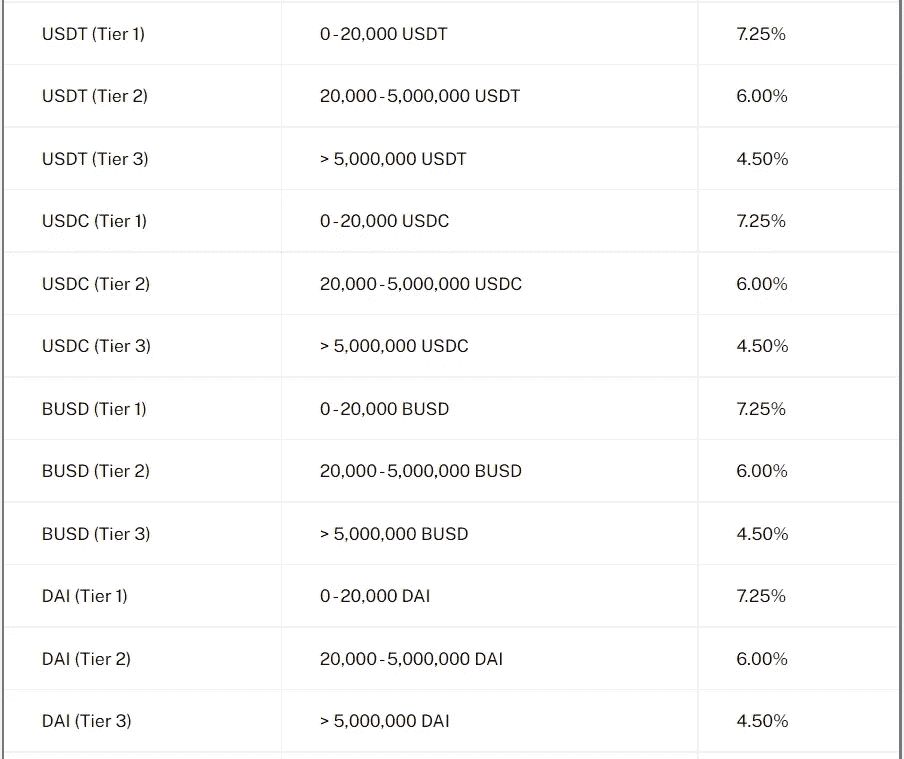 USDT (Tier 1) 0-20,000 USDT 7.25%
USDT (Tier 2) 20,000-5,000,000 USDT 6.00%
USDT (Tier 3) > 5,000,000 USDT 4.50%
USDC (Tier 1) 0-20,000 USDC 7.25%
USDC (Tier 2) 20,000-5,000,000 USDC 6.00%
USDC (Tier 3) > 5,000,000 USDC 4.50%
BUSD (Tier 1) 0-20,000 BUSD 7.25%
BUSD (Tier 2) 20,000-5,000,000 BUSD 6.00%
BUSD (Tier 3) > 5,000,000 BUSD 4.50%
DAI (Tier 1) 0-20,000 DAI 7.25%
DAI (Tier 2) 20,000-5,000,000 DAI 6.00%
DAI (Tier 3) > 5,000,000 DAI 4.50%